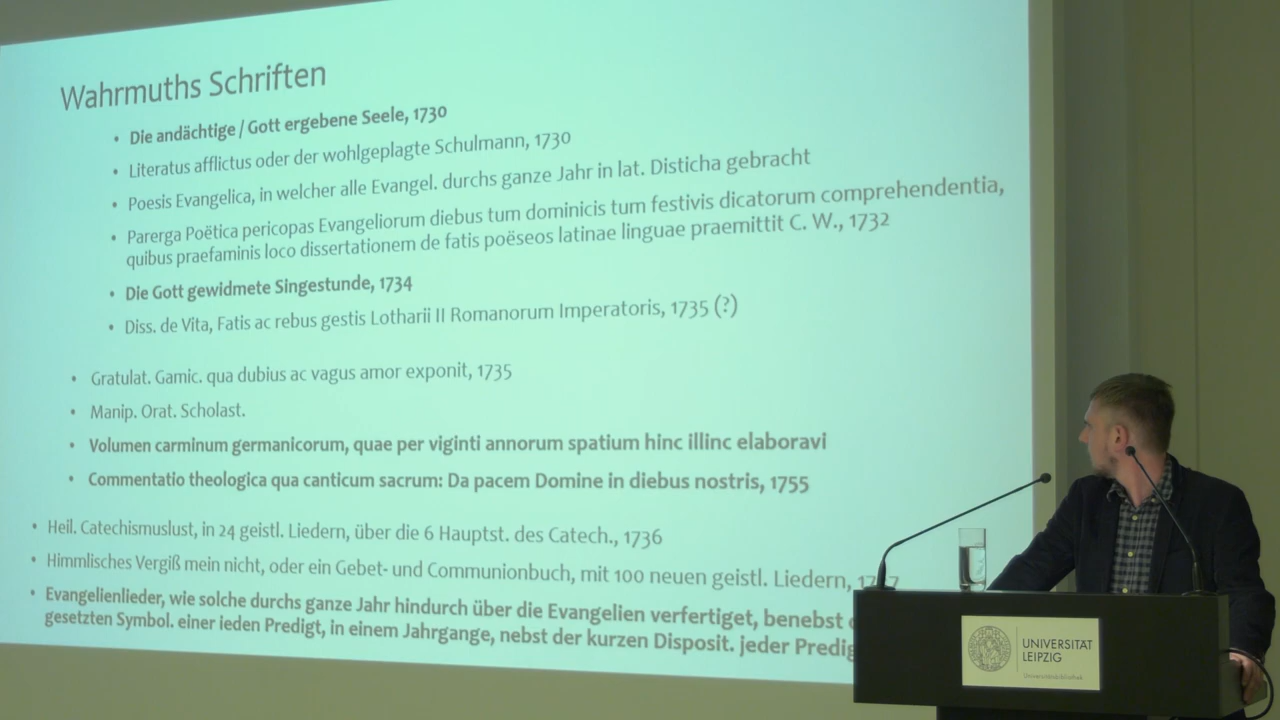 Wahrmuths Schriften
• Die andächtige / Gott ergebene Seele, 1730
• Literatus afflictus oder der wohlgeplagte Schulmann, 1730
• Poesis Evangelica, in welcher alle Evangel. durchs ganze Jahr in lat. Disticha gebracht
• Parerga Poëtica pericopas Evangeliorum diebus tum dominicis tum festivis dicatorum comprehendentia,
quibus praefaminis loco dissertationem de fatis poëseos latinae linguae praemittit C. W., 1732
• Die Gott gewidmete Singestunde, 1734
• Diss. de Vita, Fatis ac rebus gestis Lotharii II Romanorum Imperatoris, 1735 (?)
• Gratulat. Gamic. qua dubius ac vagus amor exponit, 1735
• Manip. Orat. Scholast.
• Volumen carminum germanicorum, quae per viginti annorum spatium hinc illinc elaboravi
• Commentatio theologica qua canticum sacrum: Da pacem Domine in diebus nostris, 1755
• Heil. Catechismuslust, in 24 geistl. Liedern, über die 6 Hauptst. des Catech., 1736
• Himmlisches Vergiß mein nicht, oder ein Gebet- und Communionbuch, mit 100 neuen geistl. Liedern,
• Evangelienlieder, wie solche durchs ganze Jahr hindurch über die Evangelien verfertiget, benebst
gesetzten Symbol. einer ieden Predigt, in einem Jahrgange, nebst der kurzen Disposit. jeder
UNIVERSITÄT
LEIPZIG
Universitätsbibliothek